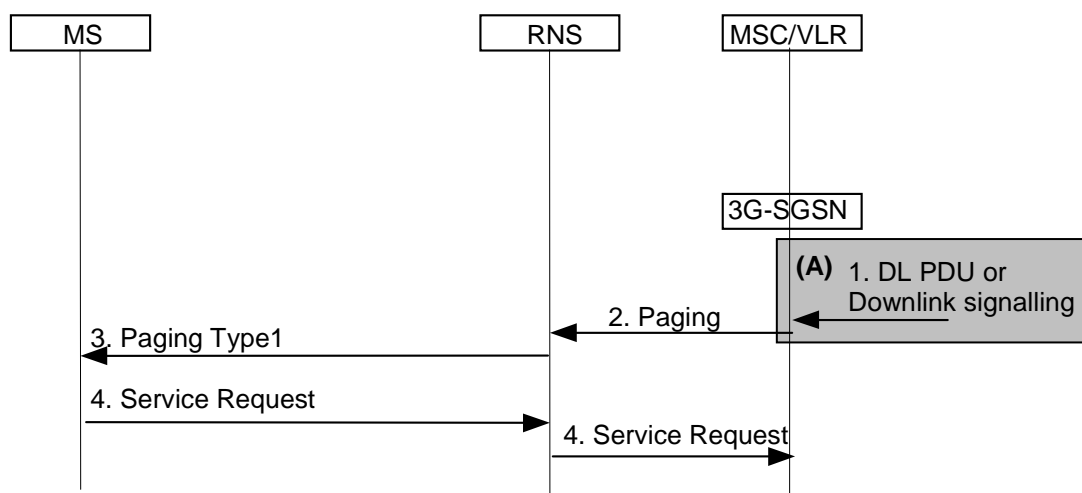 MS
RNS
MSC/VLR
3G-SGSN
(A)
1. DL PDU or
Downlink signalling
2. Paging
3. Paging Type1
4. Service Request
4. Service Request